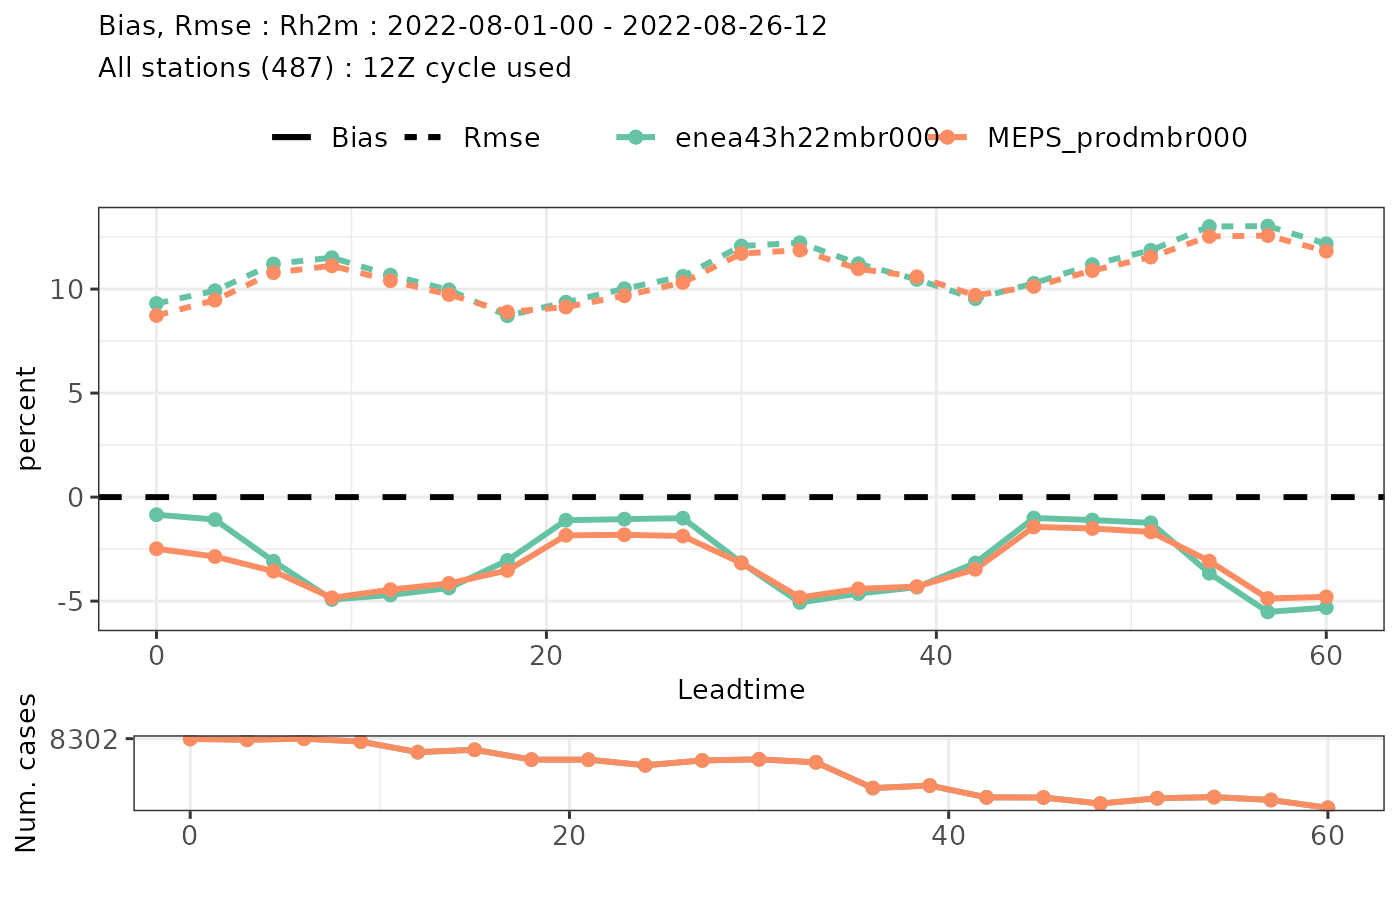 Bias, Rmse : Rh2m : 2022-08-01-00 - 2022-08-26-12
All stations (487) : 12Z cycle used
Bias Rmse enea43h22mbr000 MEPS_prodmbr000
percent
10
5
0
-5
0 20 40 60
Leadtime
Num. cases
8302
0 20 40 60